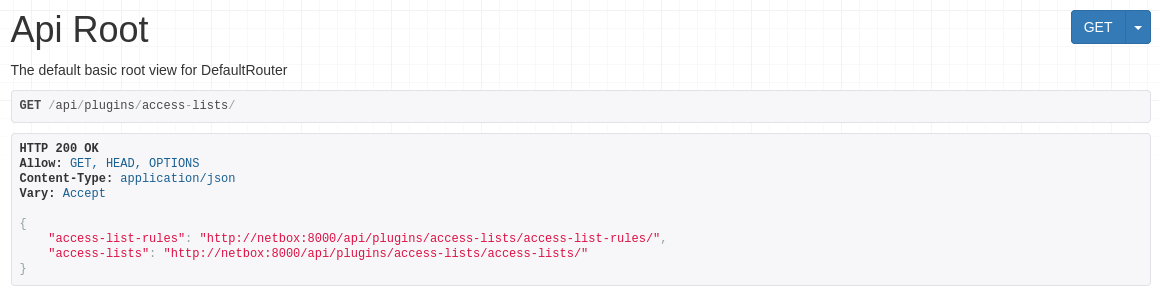 Api Root
GET
The default basic root view for DefaultRouter
GET /api/plugins/access-lists/
HTTP 200 OK
Allow: GET, HEAD, OPTIONS
Content-Type: application/json
Vary: Accept
{
    "access-list-rules": "http://netbox:8000/api/plugins/access-lists/access-list-rules/",
    "access-lists": "http://netbox:8000/api/plugins/access-lists/access-lists/"
}